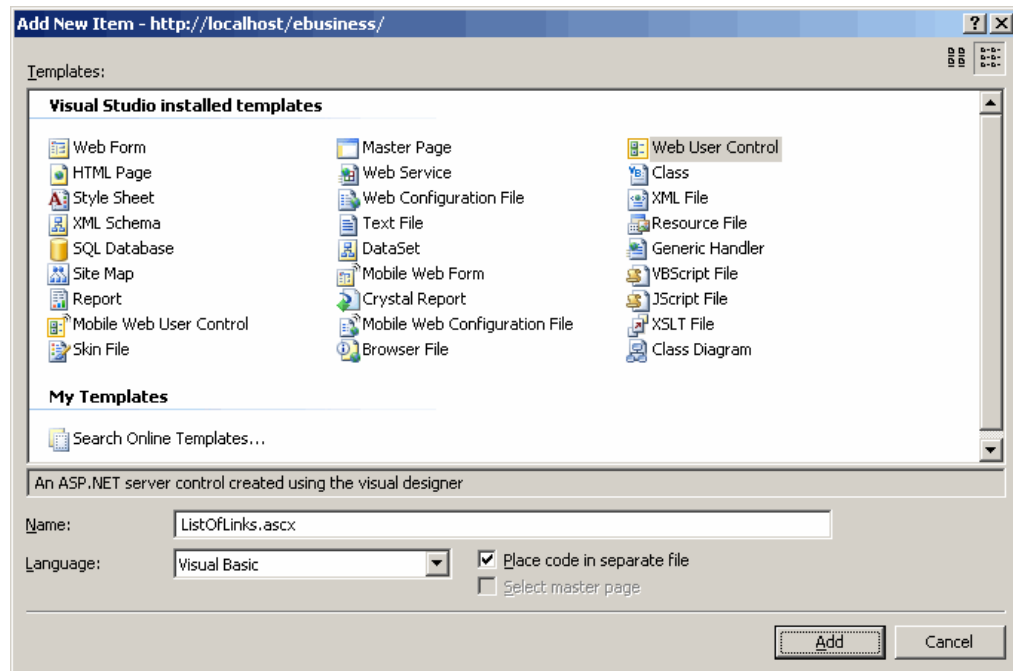 Add New Item - http://localhost/ebusiness/
Templates:
Visual Studio installed templates
Web Form Master Page Web User Control
HTML Page Web Service Class
Style Sheet Web Configuration File XML File
XML Schema Text File Resource File
SQL Database DataSet Generic Handler
Site Map Mobile Web Form VBScript File
Report Crystal Report JScript File
Mobile Web User Control Mobile Web Configuration File XSLT File
Skin File Browser File Class Diagram
My Templates
Search Online Templates...
An ASP.NET server control created using the visual designer
Name: ListOfLinks.ascx
Language: Visual Basic Place code in separate file
Select master page
Add Cancel